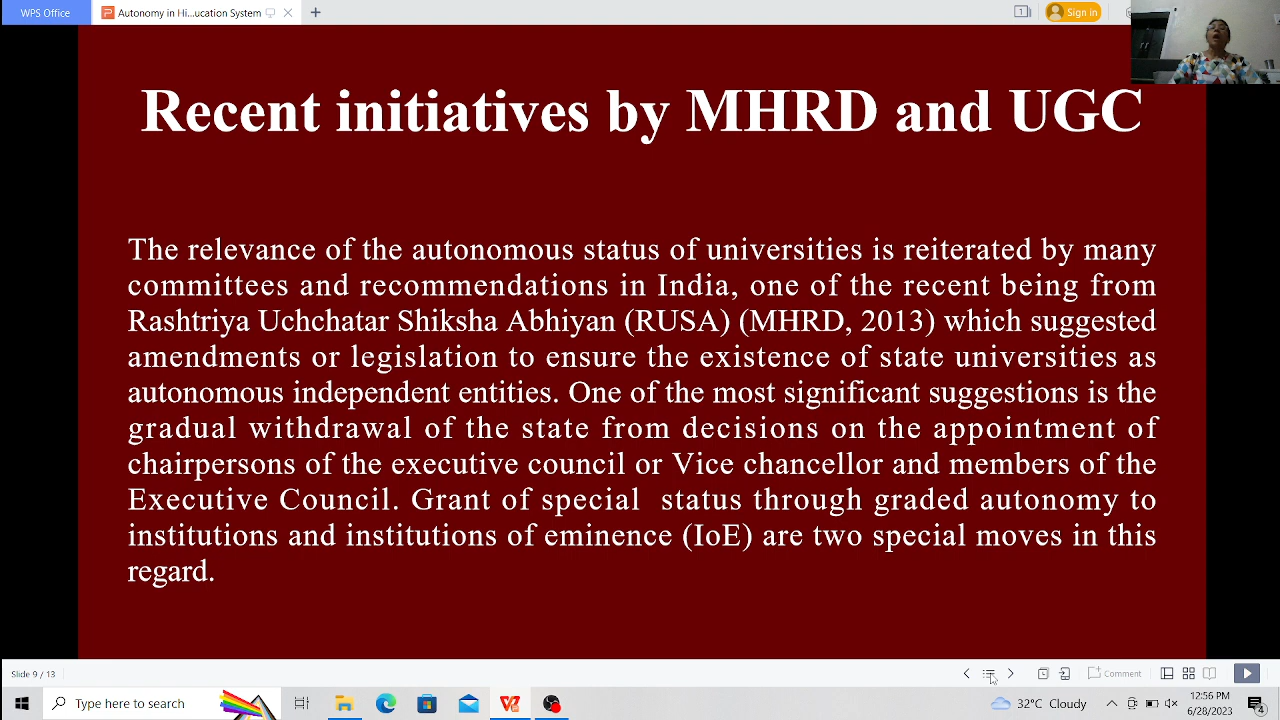 WPS Office
Autonomy in Hi...ucation System
1
Sign in
Recent initiatives by MHRD and UGC
The relevance of the autonomous status of universities is reiterated by many
committees and recommendations in India, one of the recent being from
Rashtriya Uchchatar Shiksha Abhiyan (RUSA) (MHRD, 2013) which suggested
amendments or legislation to ensure the existence of state universities as
autonomous independent entities. One of the most significant suggestions is the
gradual withdrawal of the state from decisions on the appointment of
chairpersons of the executive council or Vice chancellor and members of the
Executive Council. Grant of special status through graded autonomy to
institutions and institutions of eminence (IoE) are two special moves in this
regard.
Slide 9 / 13
Comment
Type here to search
32°C Cloudy
12:56 PM
6/28/2023
4